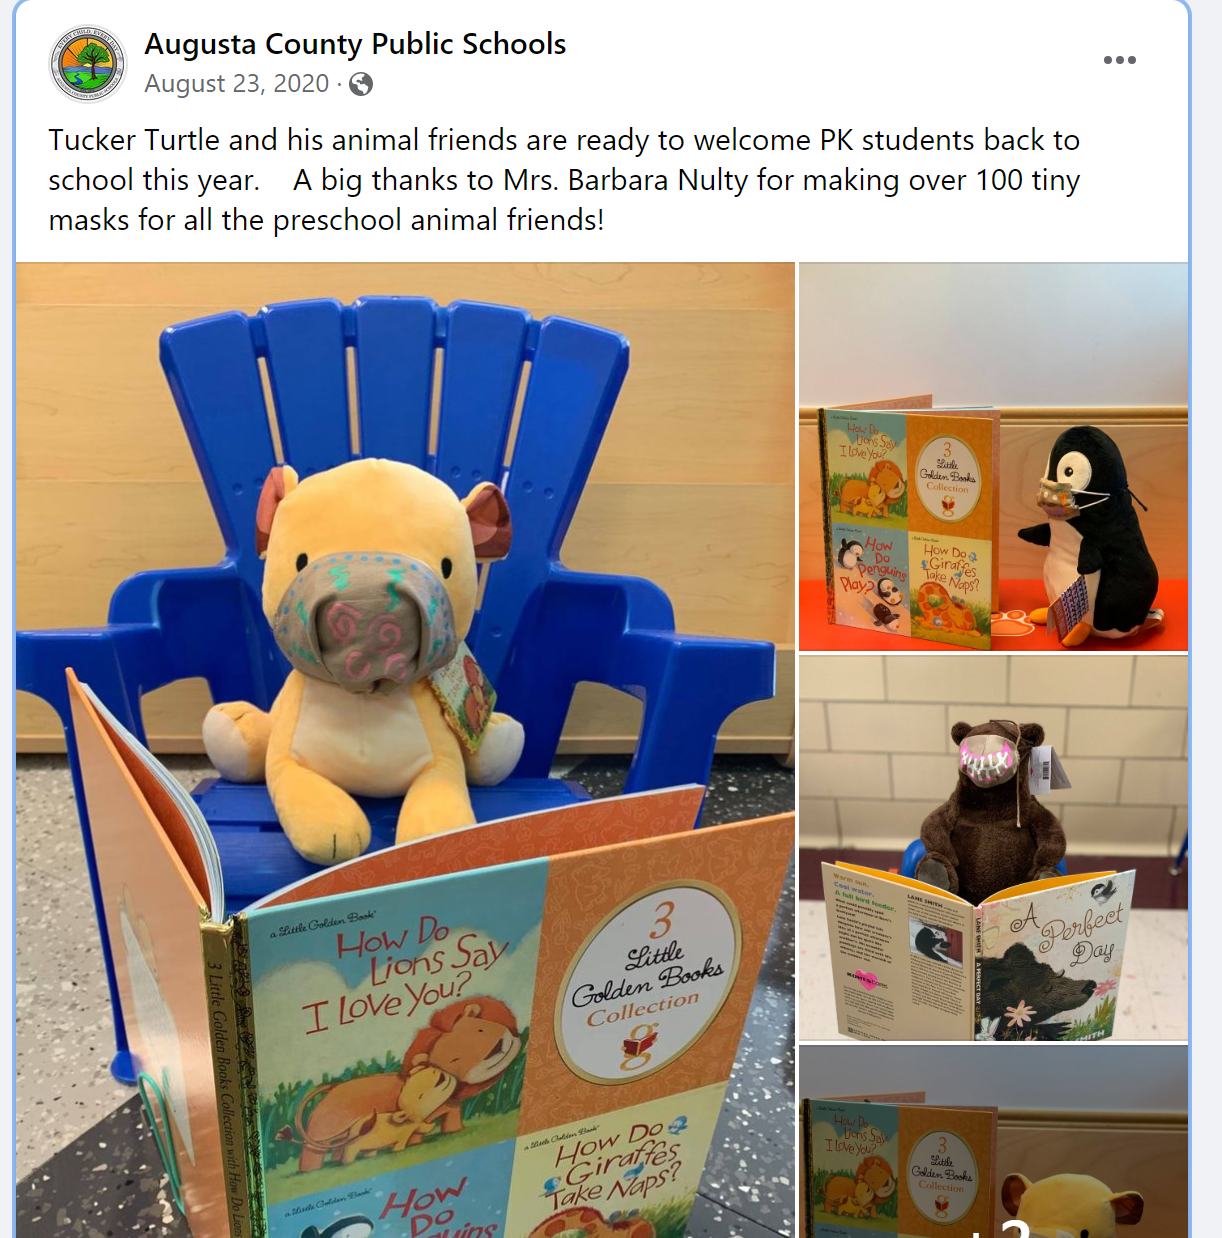 Augusta County Public Schools
August 23, 2020 ·
Tucker Turtle and his animal friends are ready to welcome PK students back to
school this year.    A big thanks to Mrs. Barbara Nulty for making over 100 tiny
masks for all the preschool animal friends!
a Little Golden Book
How Do
Lions Say
I Love You?
3
Little
Golden Books
Collection
g
3 Little Golden Books Collection with How Do Lions
a Little Golden Book
How Do
Giraffes
Take Naps?
a Little Golden Book
How
Do
How Do
Lions Say
I Love You?
3
Little
Golden Books
Collection
How
Do
Penguins
Play?
How Do
Giraffes
Take Naps?
Warm sun.
Cool water.
A full bird feeder.
LANE SMITH
A
Perfect
Day
LANE SMITH A PERFECT DAY
How Do
Lions Say
I Love You?
3
Little
Golden Books
Collection